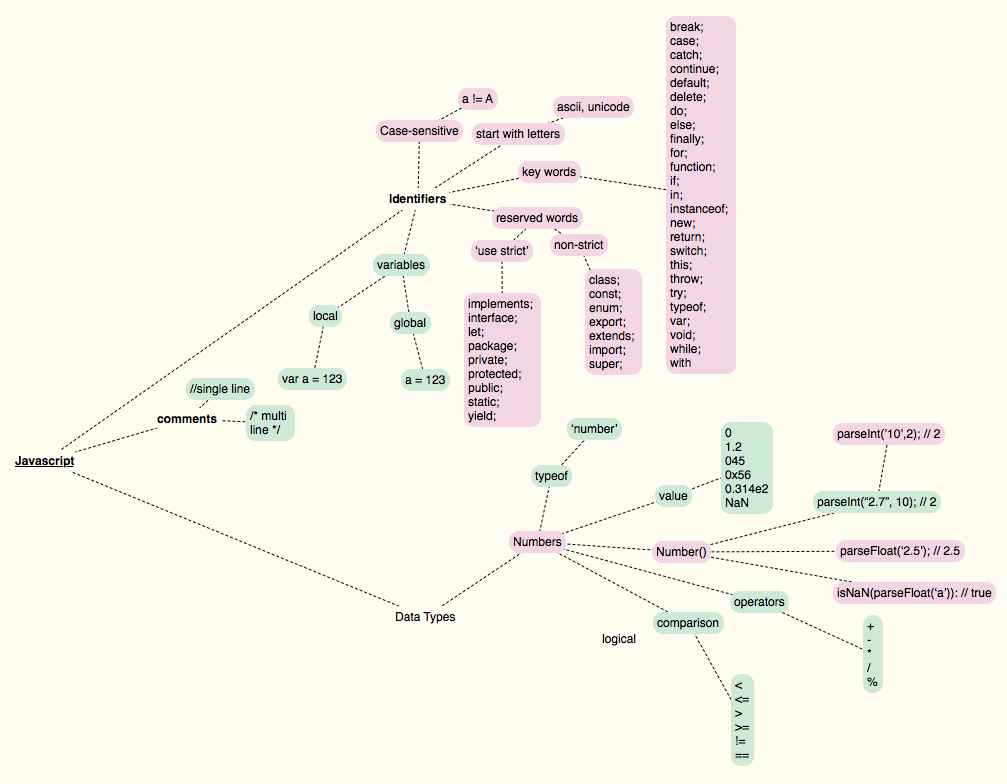 break;
case;
catch;
continue;
default;
delete;
do;
else;
finally;
for;
function;
if;
in;
instanceof;
new;
return;
switch;
this;
throw;
try;
typeof;
var;
void;
while;
with
a != A
ascii, unicode
Case-sensitive
start with letters
key words
Identifiers
reserved words
'use strict'
non-strict
variables
class;
const;
enum;
export;
extends;
import;
super;
implements;
interface;
let;
package;
private;
protected;
public;
static;
yield;
local
global
var a = 123
a = 123
//single line
comments
/* multi
line */
Javascript
'number'
typeof
value
0
1.2
045
0x56
0.314e2
NaN
parseInt('10',2); // 2
parseInt("2.7", 10); // 2
Numbers
Number()
parseFloat('2.5'); // 2.5
isNaN(parseFloat('a')): // true
operators
Data Types
comparison
logical
+
-
*
/
%
<
<=
>
>=
!=
==